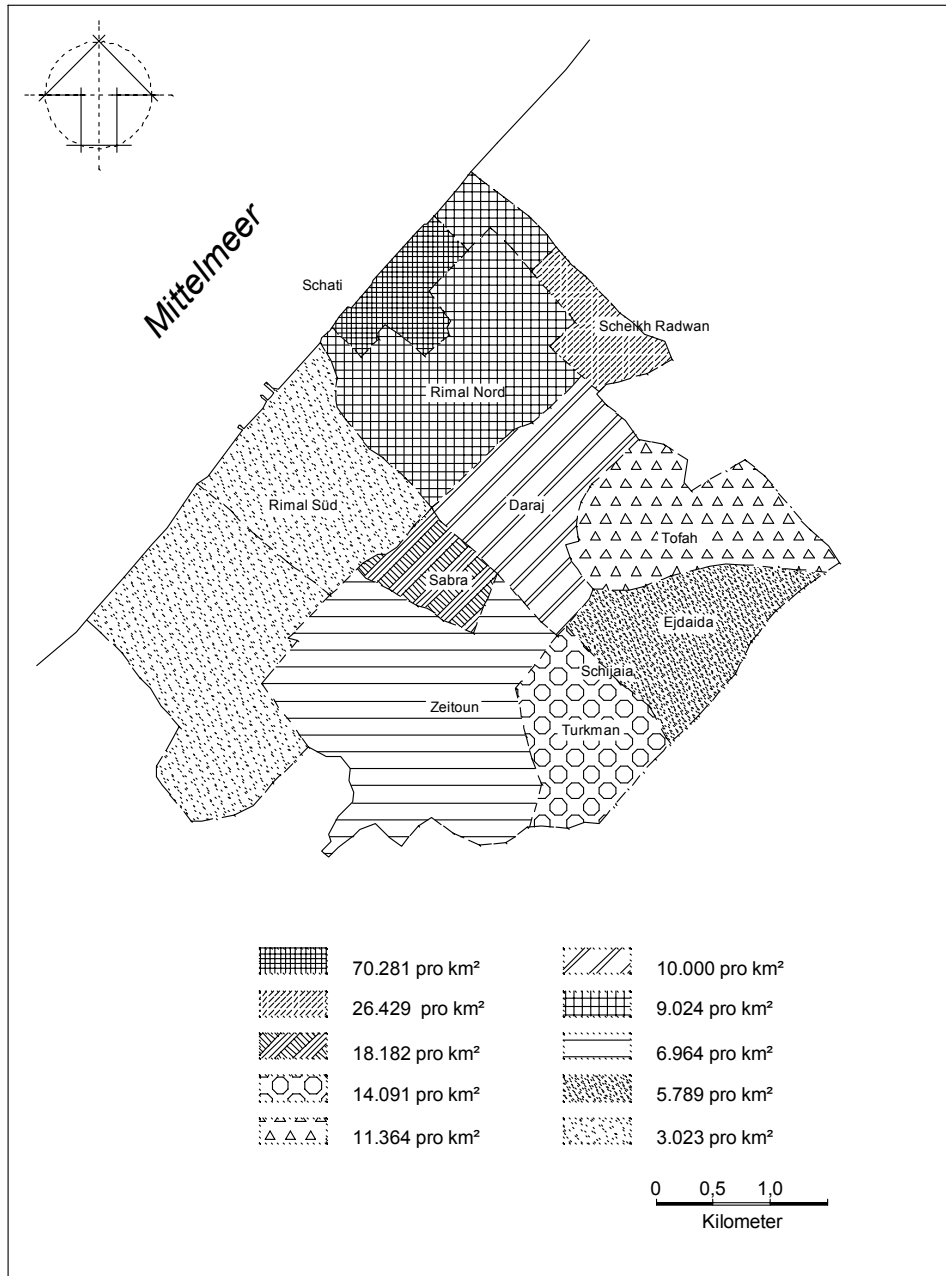 Mittelmeer
Schati
Scheikh Radwan
Rimal Nord
Rimal Süd
Daraj
Tofah
Sabra
Ejdaida
Schijaia
Zeitoun
Turkman
70.281 pro km²
26.429 pro km²
18.182 pro km²
14.091 pro km²
11.364 pro km²
10.000 pro km²
9.024 pro km²
6.964 pro km²
5.789 pro km²
3.023 pro km²
0 0,5 1,0
Kilometer